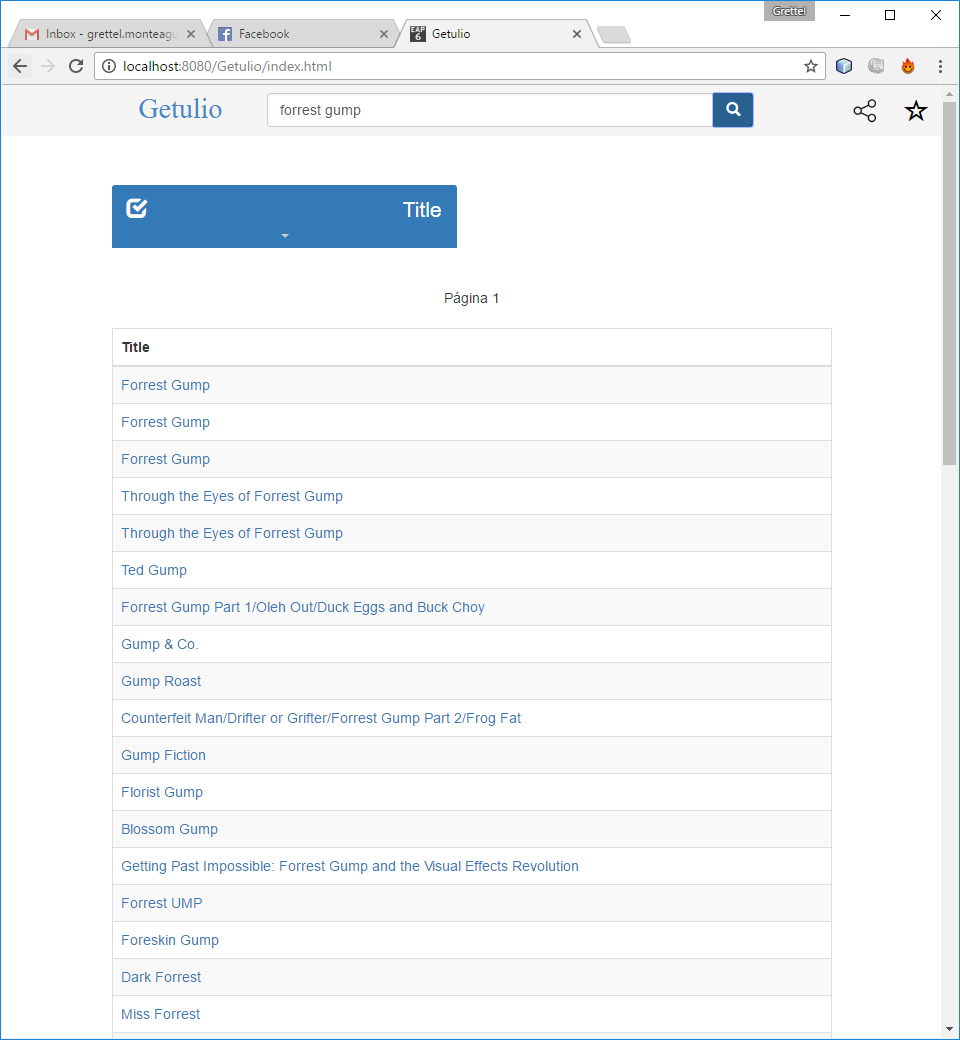 Grettel
Inbox - grettel.monteagu
Facebook
EAP 6
Getulio
localhost:8080/Getulio/index.html
Getulio
forrest gump
Title
Página 1
Title
Forrest Gump
Forrest Gump
Forrest Gump
Through the Eyes of Forrest Gump
Through the Eyes of Forrest Gump
Ted Gump
Forrest Gump Part 1/Oleh Out/Duck Eggs and Buck Choy
Gump & Co.
Gump Roast
Counterfeit Man/Drifter or Grifter/Forrest Gump Part 2/Frog Fat
Gump Fiction
Florist Gump
Blossom Gump
Getting Past Impossible: Forrest Gump and the Visual Effects Revolution
Forrest UMP
Foreskin Gump
Dark Forrest
Miss Forrest